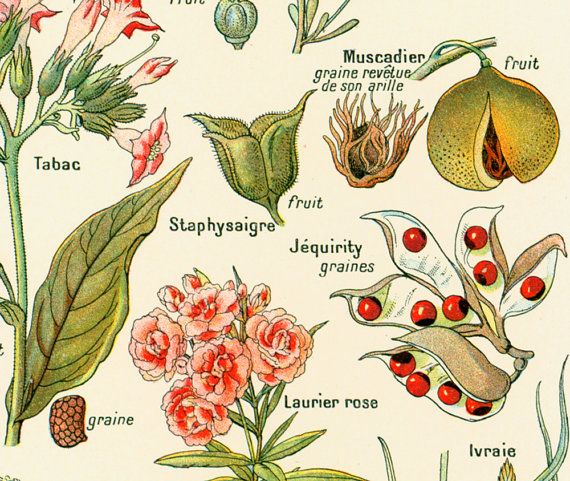 fruit
Muscadier
graine revêtue
de son arille
fruit
Tabac
fruit
Staphysaigre
Jéquirity
graines
Laurier rose
graine
Ivraie